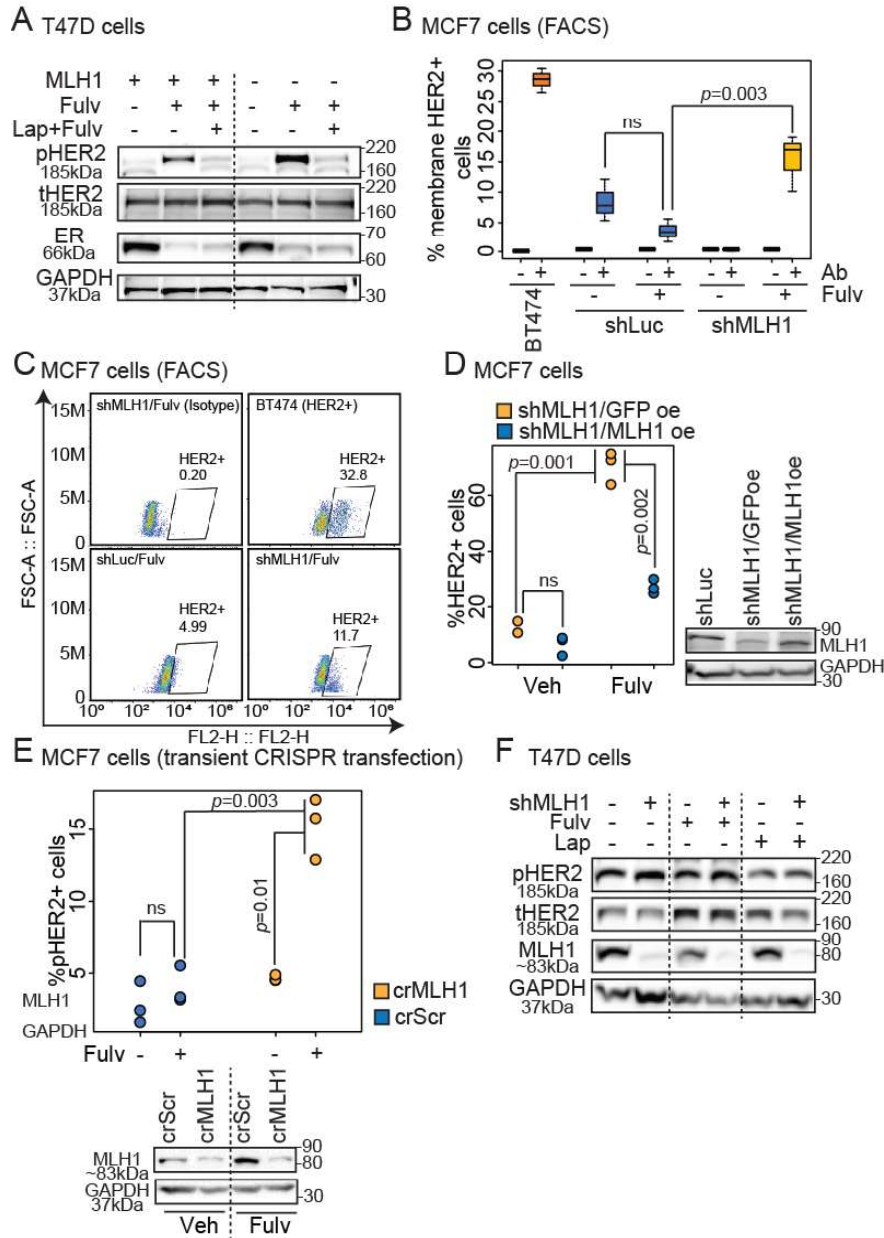 A T47D cells
MLH1 + + + - - -
Fulv - + + - + +
Lap+Fulv - - + - - +
pHER2
185kDa
220
160
tHER2
185kDa
220
160
ER
66kDa
70
60
GAPDH
37kDa
30
B MCF7 cells (FACS)
% membrane HER2+
cells
30
25
20
15
10
5
0
ns
p=0.003
- + - + - + - + - + Ab
- + - + Fulv
BT474
shLuc
shMLH1
C MCF7 cells (FACS)
FSC-A :: FSC-A
15M
10M
5M
0
shMLH1/Fulv (Isotype)
HER2+
0.20
BT474 (HER2+)
HER2+
32.8
15M
10M
5M
0
shLuc/Fulv
HER2+
4.99
shMLH1/Fulv
HER2+
11.7
10⁰ 10² 10⁴ 10⁶ 10⁰ 10² 10⁴ 10⁶
FL2-H :: FL2-H
D MCF7 cells
shMLH1/GFP oe
shMLH1/MLH1 oe
%HER2+ cells
60
40
20
0
p=0.001
p=0.002
ns
Veh Fulv
shLuc
shMLH1/GFPoe
shMLH1/MLH1oe
90
MLH1
GAPDH
30
E MCF7 cells (transient CRISPR transfection)
%pHER2+ cells
15
10
5
MLH1
GAPDH
p=0.003
ns
p=0.01
crMLH1
crScr
Fulv - + - +
crScr
crMLH1
crScr
crMLH1
MLH1
~83kDa
90
80
GAPDH
37kDa
30
Veh Fulv
F T47D cells
shMLH1 - + - + - +
Fulv - - + + - -
Lap - - - - + +
pHER2
185kDa
220
160
tHER2
185kDa
220
160
MLH1
~83kDa
90
80
GAPDH
37kDa
30